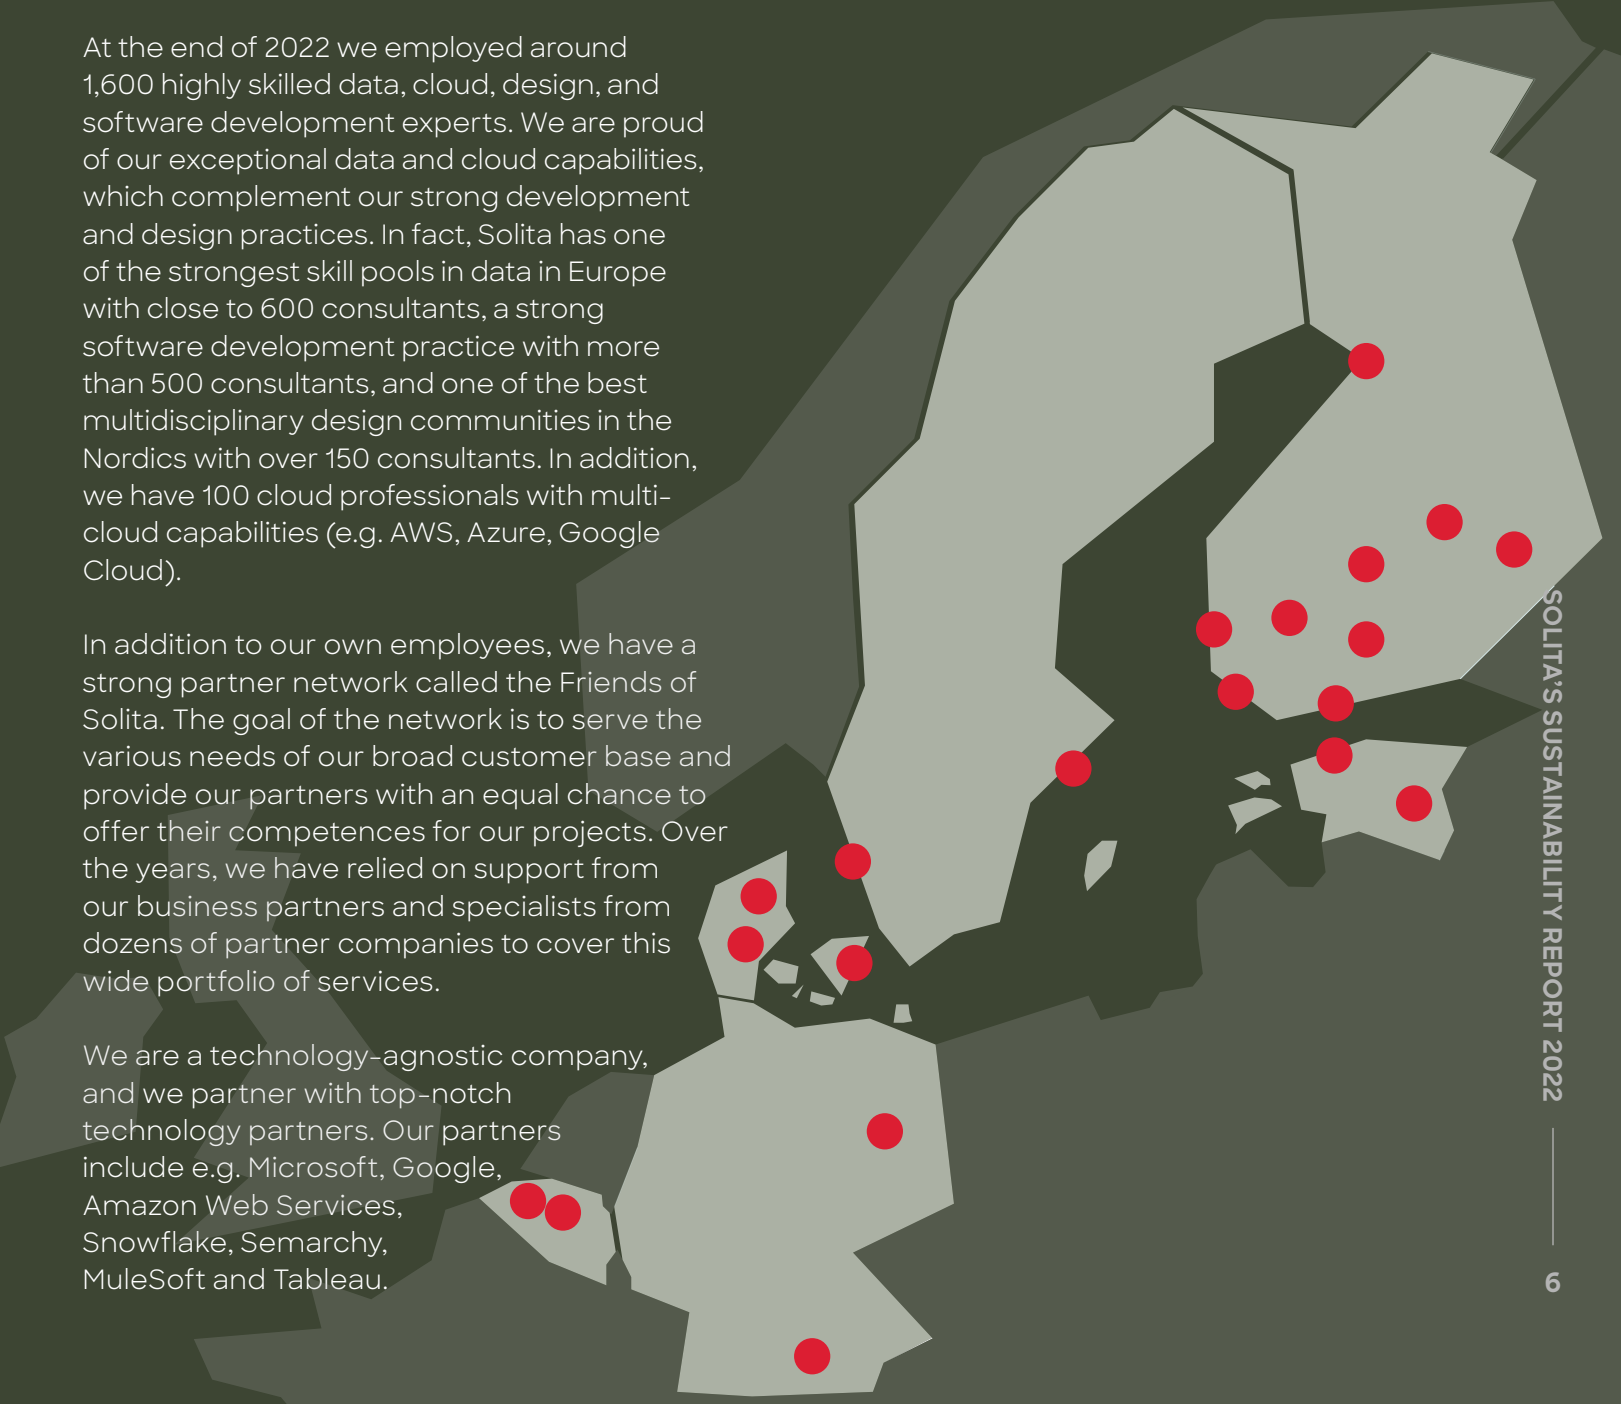 At the end of 2022 we employed around
1,600 highly skilled data, cloud, design, and
software development experts. We are proud
of our exceptional data and cloud capabilities,
which complement our strong development
and design practices. In fact, Solita has one
of the strongest skill pools in data in Europe
with close to 600 consultants, a strong
software development practice with more
than 500 consultants, and one of the best
multidisciplinary design communities in the
Nordics with over 150 consultants. In addition,
we have 100 cloud professionals with multi-
cloud capabilities (e.g. AWS, Azure, Google
Cloud).
In addition to our own employees, we have a
strong partner network called the Friends of
Solita. The goal of the network is to serve the
various needs of our broad customer base and
provide our partners with an equal chance to
offer their competences for our projects. Over
the years, we have relied on support from
our business partners and specialists from
dozens of partner companies to cover this
wide portfolio of services.
We are a technology-agnostic company,
and we partner with top-notch
technology partners. Our partners
include e.g. Microsoft, Google,
Amazon Web Services,
Snowflake, Semarchy,
MuleSoft and Tableau.
SOLITA'S SUSTAINABILITY REPORT 2022
6